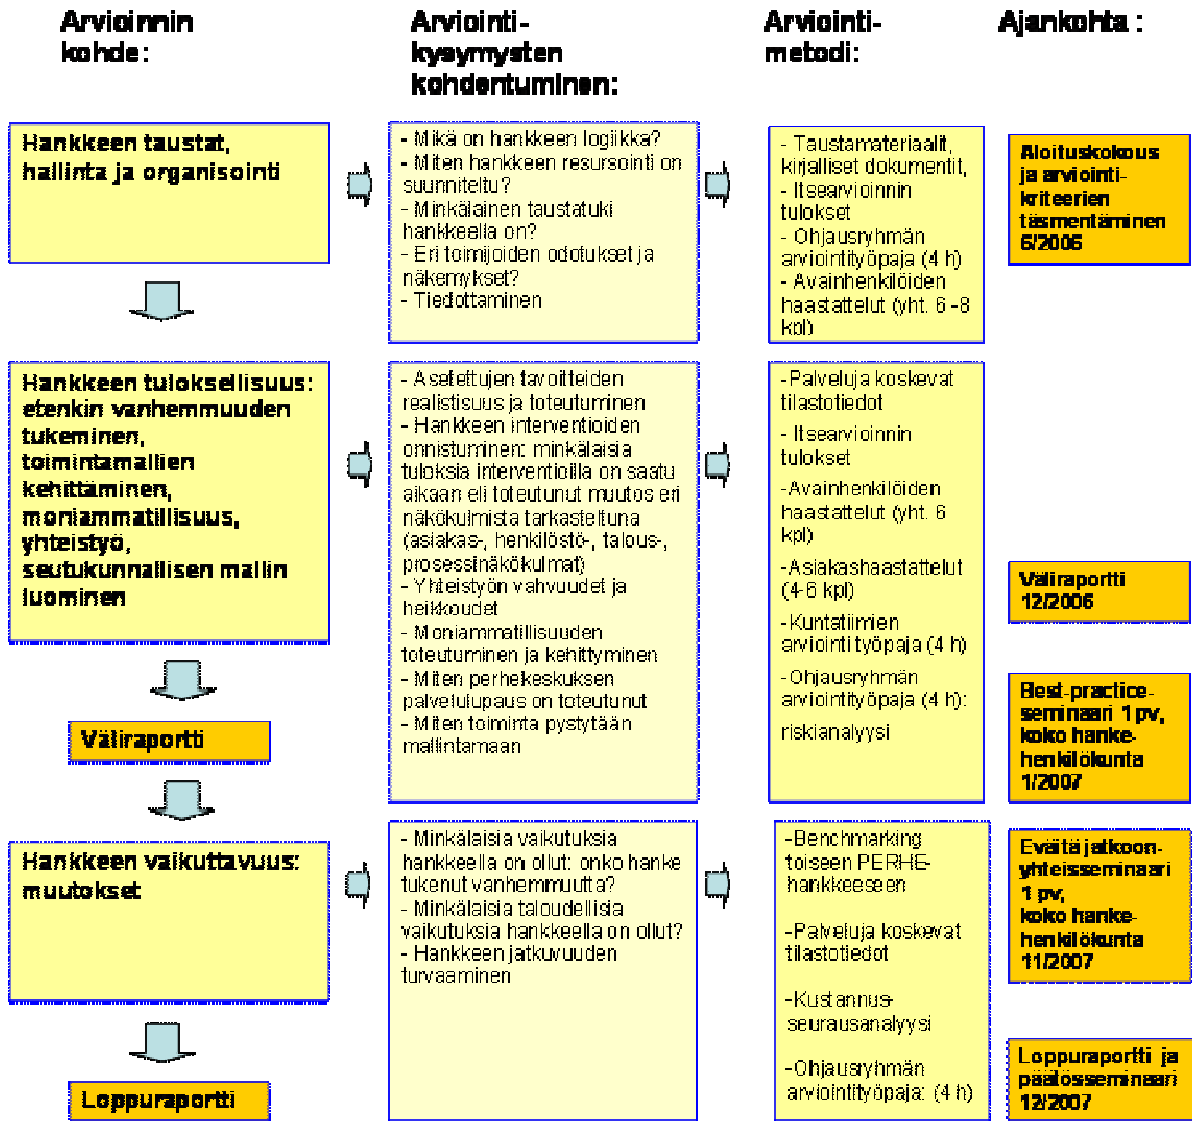 Arvioinnin
kohde:
Arviointi-
kysymysten
kohdentuminen:
Arviointi-
metodi:
Ajankohta :
Hankkeen taustat,
hallinta ja organisointi
- Mikä on hankkeen logiikka?
- Miten hankkeen resursointi on
suunniteltu?
- Minkälainen taustatuki
hankkeella on?
- Eri toimijoiden odotukset ja
näkemykset?
- Tiedottaminen
- Taustamateriaalit,
kirjalliset dokumentit,
- Itsearvioinnin
tulokset
- Ohjausryhmän
arviointityöpaja (4 h)
- Avainhenkilöiden
haastattelut (yht. 6 -8
kpl)
Aloituskokous
ja arviointi-
kriteerien
täsmentäminen
6/2006
Hankkeen tuloksellisuus:
etenkin vanhemmuuden
tukeminen,
toimintamallien
kehittäminen,
moniammatillisuus,
yhteistyö,
seutukunnallisen mallin
luominen
- Asetettujen tavoitteiden
realistisuus ja toteutuminen
- Hankkeen interventioiden
onnistuminen: minkälaisia
tuloksia interventioilla on saatu
aikaan eli toteutunut muutos eri
näkökulmista tarkasteltuna
(asiakas-, henkilöstö-, talous-,
prosessinäkökulmat)
- Yhteistyön vahvuudet ja
heikkoudet
- Moniammatillisuuden
toteutuminen ja kehittyminen
- Miten perhekeskuksen
palvelulupaus on toteutunut
- Miten toiminta pystytään
mallintamaan
-Palveluja koskevat
tilastotiedot
- Itsearvioinnin
tulokset
-Avainhenkilöiden
haastattelut (yht. 6
kpl)
-Asiakashaastattelut
(4-6 kpl)
-Kuntatiimien
arviointi työpaja (4 h)
-Ohjausryhmän
arviointityöpaja (4 h):
riskianalyysi
Väliraportti
12/2006
Best-practice-
seminaari 1 pv,
koko hanke-
henkilökunta
1/2007
Väliraportti
Hankkeen vaikuttavuus:
muutokset
- Minkälaisia vaikutuksia
hankkeella on ollut: onko hanke
tukenut vanhemmuutta?
- Minkälaisia taloudellisia
vaikutuksia hankkeella on ollut?
- Hankkeen jatkuvuuden
turvaaminen
-Benchmarking
toiseen PERHE-
hankkeeseen
-Palveluja koskevat
tilastotiedot
-Kustannus-
seurausanalyysi
-Ohjausryhmän
arviointityöpaja: (4 h)
Eväitä jatkoon-
yhteisseminaari
1 pv,
koko hanke-
henkilökunta
11/2007
Loppuraportti
Loppuraportti ja
päätösseminaari
12/2007